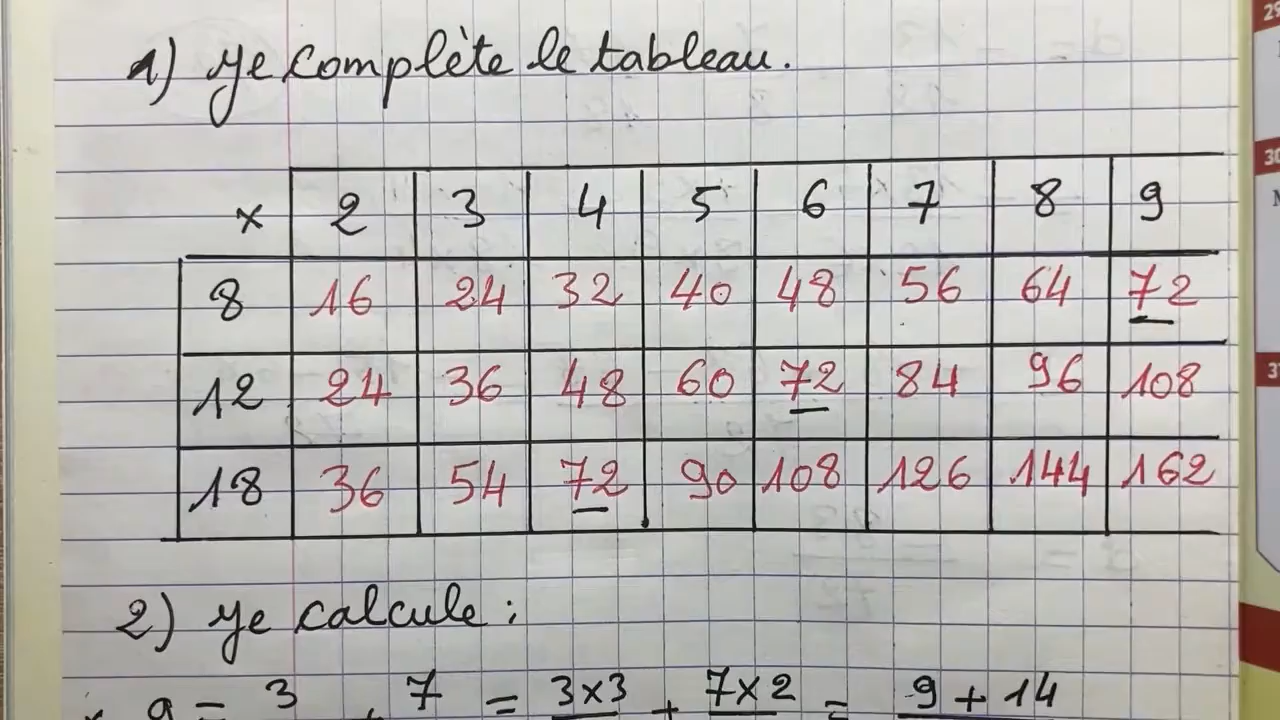 1) Je complète le tableau.
× 2 3 4 5 6 7 8 9
8 16 24 32 40 48 56 64 72
12 24 36 48 60 72 84 96 108
18 36 54 72 90 108 126 144 162
2) Je calcule :
= 3 + 7 = 3×3 + 7×2 = 9 + 14
29
30